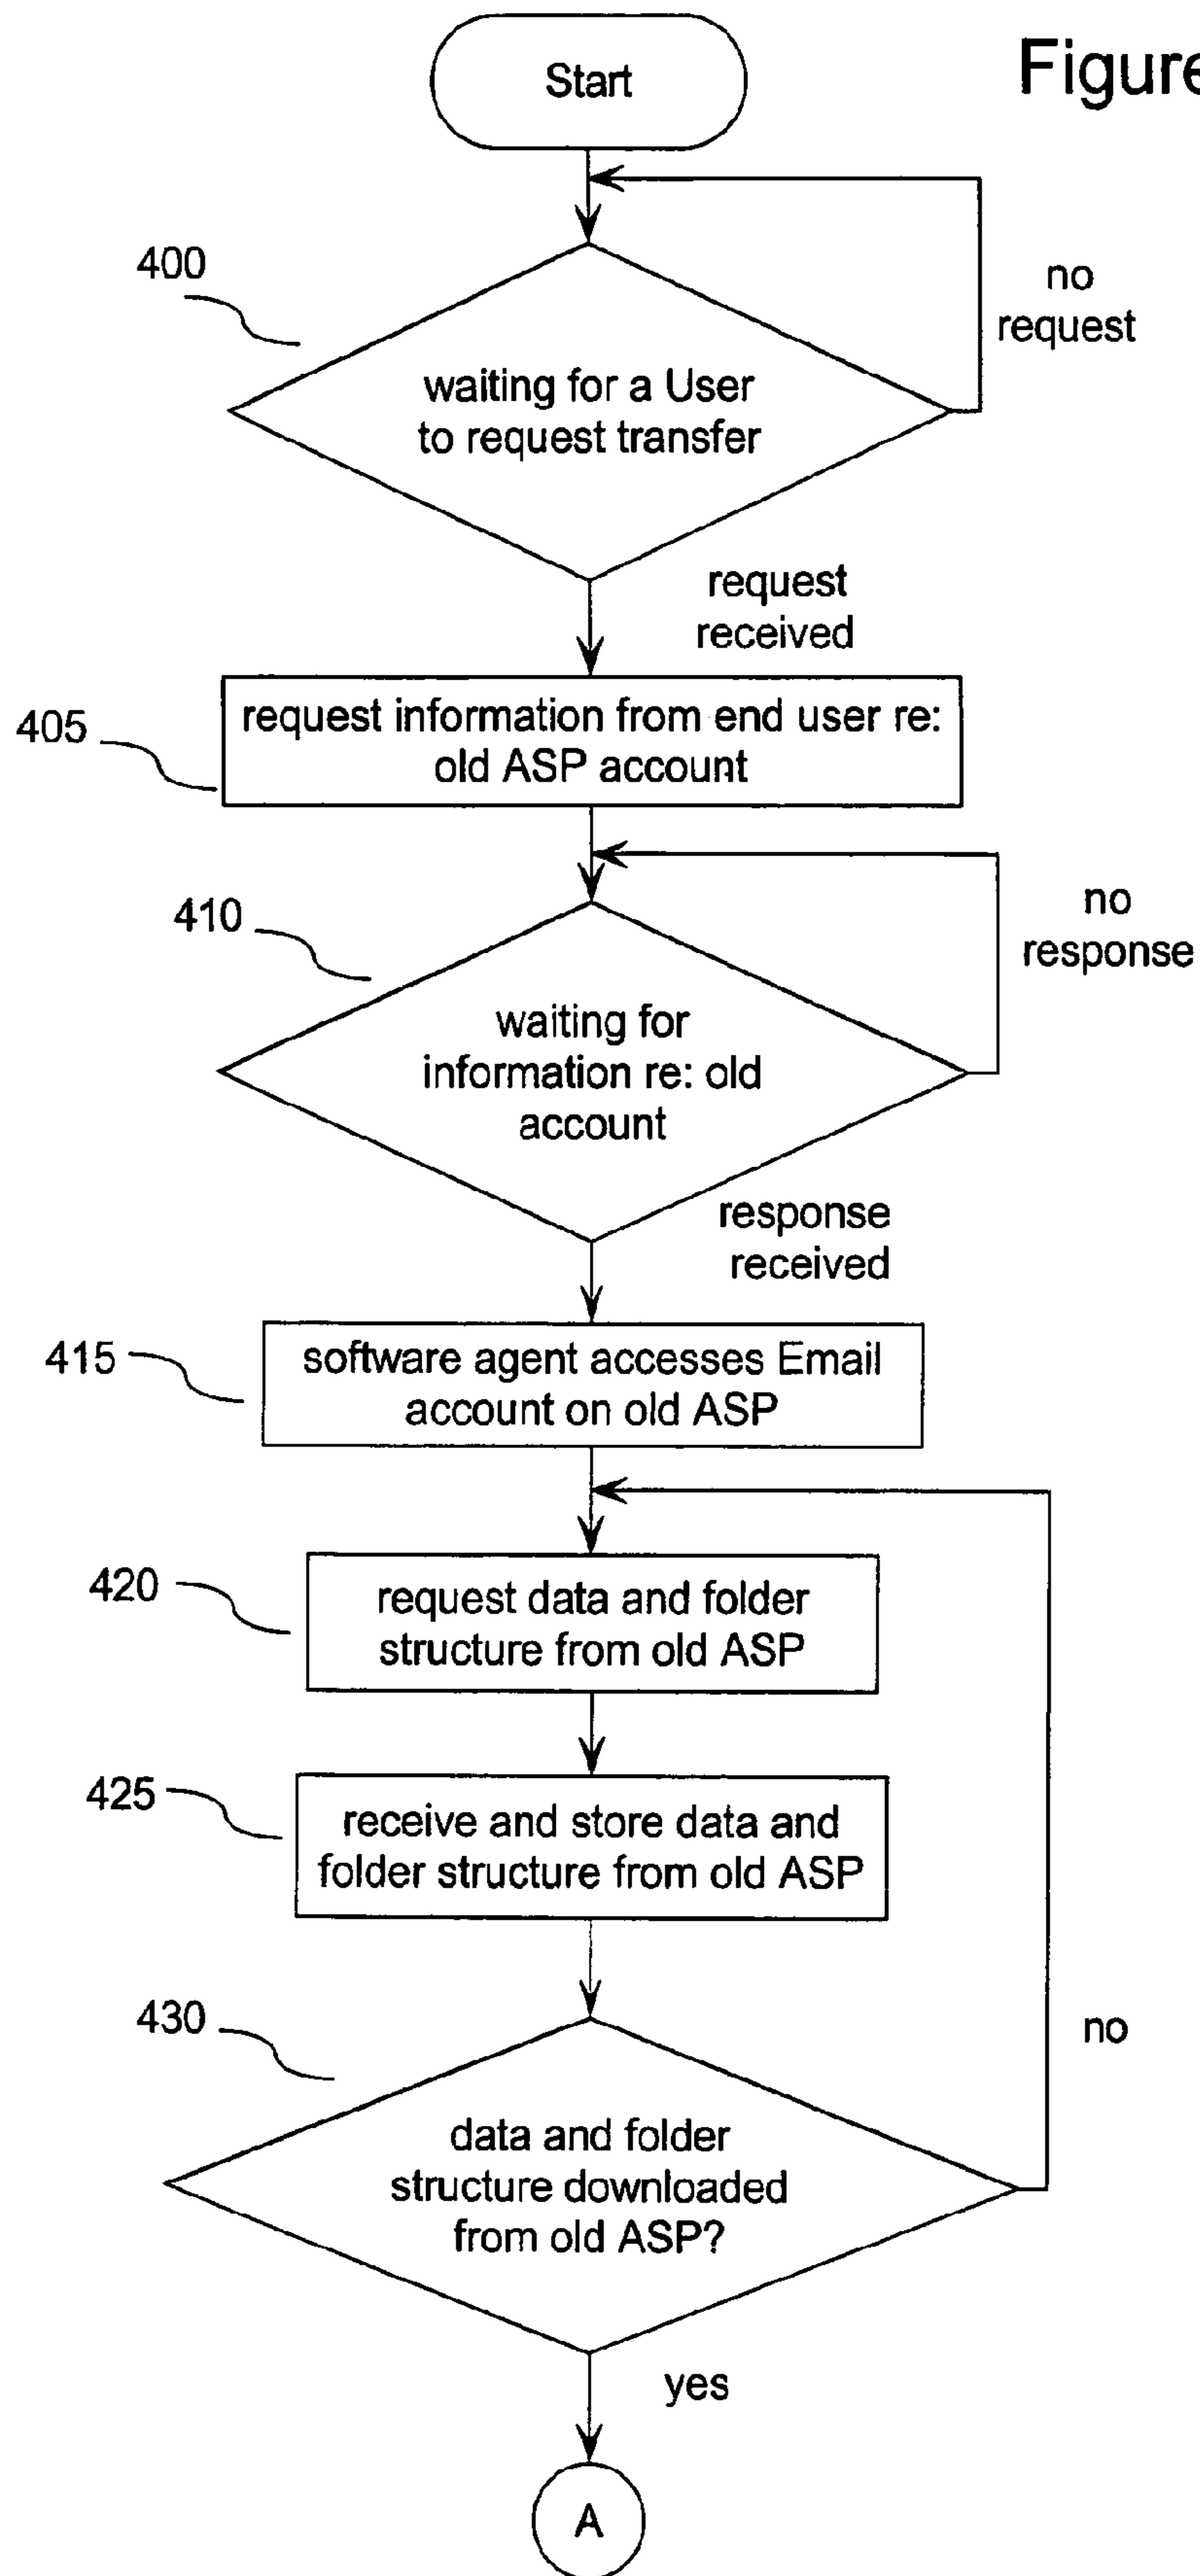 Start
Figure
400
no
request
waiting for a User
to request transfer
request
received
405
request information from end user re:
old ASP account
410
no
response
waiting for
information re: old
account
response
received
415
software agent accesses Email
account on old ASP
420
request data and folder
structure from old ASP
425
receive and store data and
folder structure from old ASP
430
no
data and folder
structure downloaded
from old ASP?
yes
A